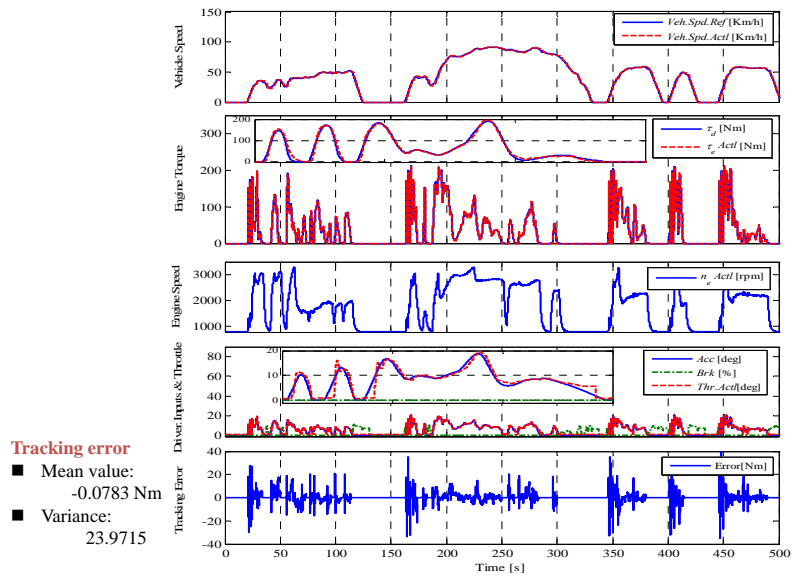 150
100
50
0
Vehicle Speed
Veh.Spd.Ref [Km/h]
Veh.Spd.Actl [Km/h]
300
200
100
0
Engine Torque
200
100
0
τd [Nm]
τe Actl [Nm]
3000
2000
1000
Engine Speed
ne Actl [rpm]
80
60
40
20
0
Driver Inputs & Throttle
20
10
0
Acc [deg]
Brk [%]
Thr.Actl[deg]
40
20
0
-20
-40
Tracking Error
Error[Nm]
0 50 100 150 200 250 300 350 400 450 500
Time [s]
Tracking error
■ Mean value:
-0.0783 Nm
■ Variance:
23.9715